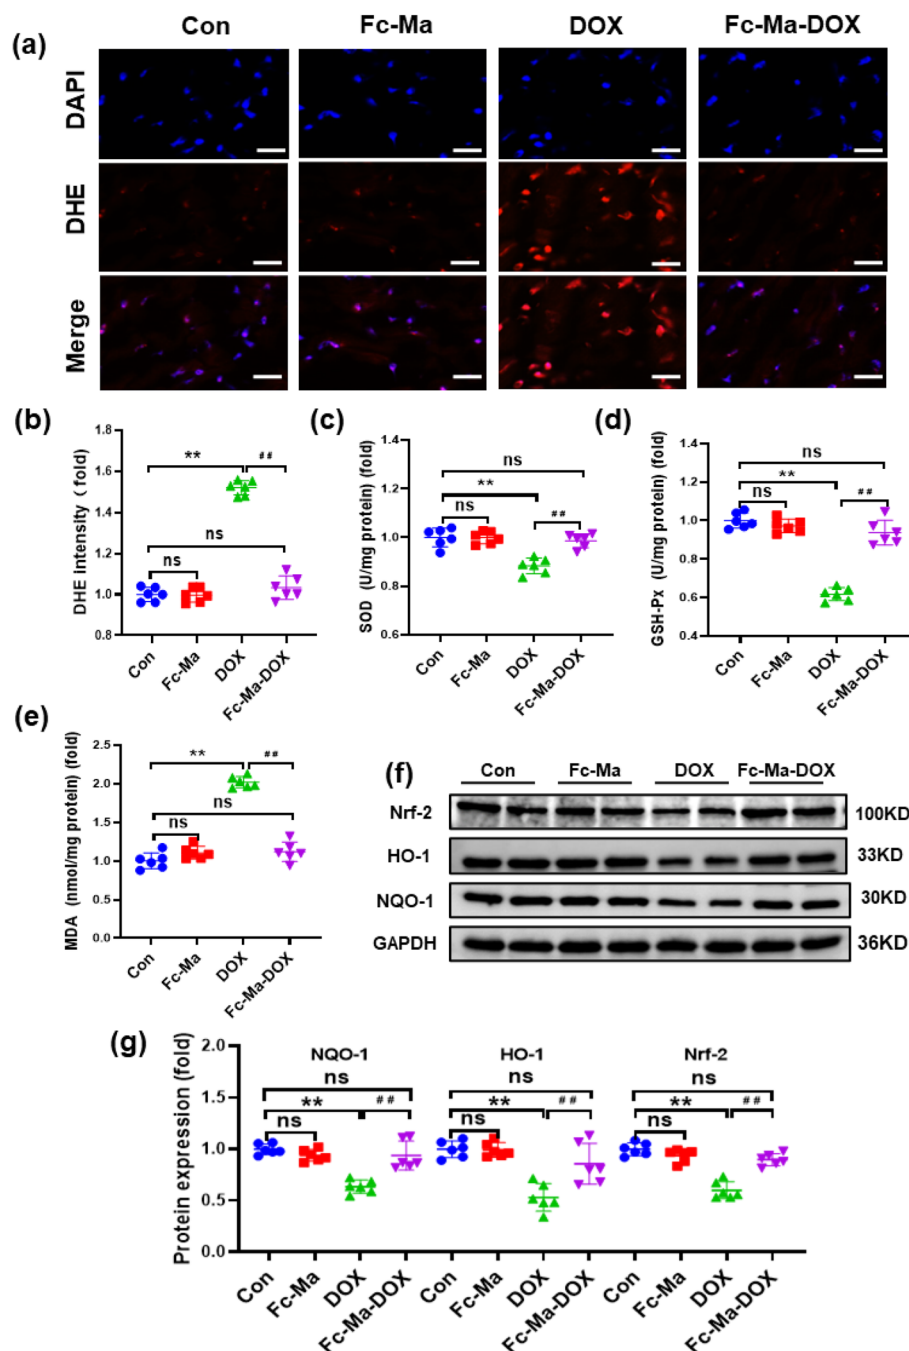 (a)
Con Fc-Ma DOX Fc-Ma-DOX
DAPI
DHE
Merge
(b)
DHE Intensity ( fold)
1.8
1.6
1.4
1.2
1.0
0.8
** ##
ns
ns
Con Fc-Ma DOX Fc-Ma-DOX
(c)
SOD (U/mg protein) (fold)
1.4
1.2
1.0
0.8
0.6
ns
**
ns ##
Con Fc-Ma DOX Fc-Ma-DOX
(d)
GSH-Px (U/mg protein) (fold)
1.4
1.2
1.0
0.8
0.6
0.4
ns
**
ns ##
Con Fc-Ma DOX Fc-Ma-DOX
(e)
MDA (nmol/mg protein) (fold)
2.5
2.0
1.5
1.0
0.5
0.0
** ##
ns
ns
Con Fc-Ma DOX Fc-Ma-DOX
(f)
Con Fc-Ma DOX Fc-Ma-DOX
Nrf-2 100KD
HO-1 33KD
NQO-1 30KD
GAPDH 36KD
(g)
Protein expression (fold)
2.0
1.5
1.0
0.5
0.0
NQO-1 HO-1 Nrf-2
ns ns ns
** ## ** ## ** ##
ns ns ns
Con Fc-Ma DOX Fc-Ma-DOX Con Fc-Ma DOX Fc-Ma-DOX Con Fc-Ma DOX Fc-Ma-DOX